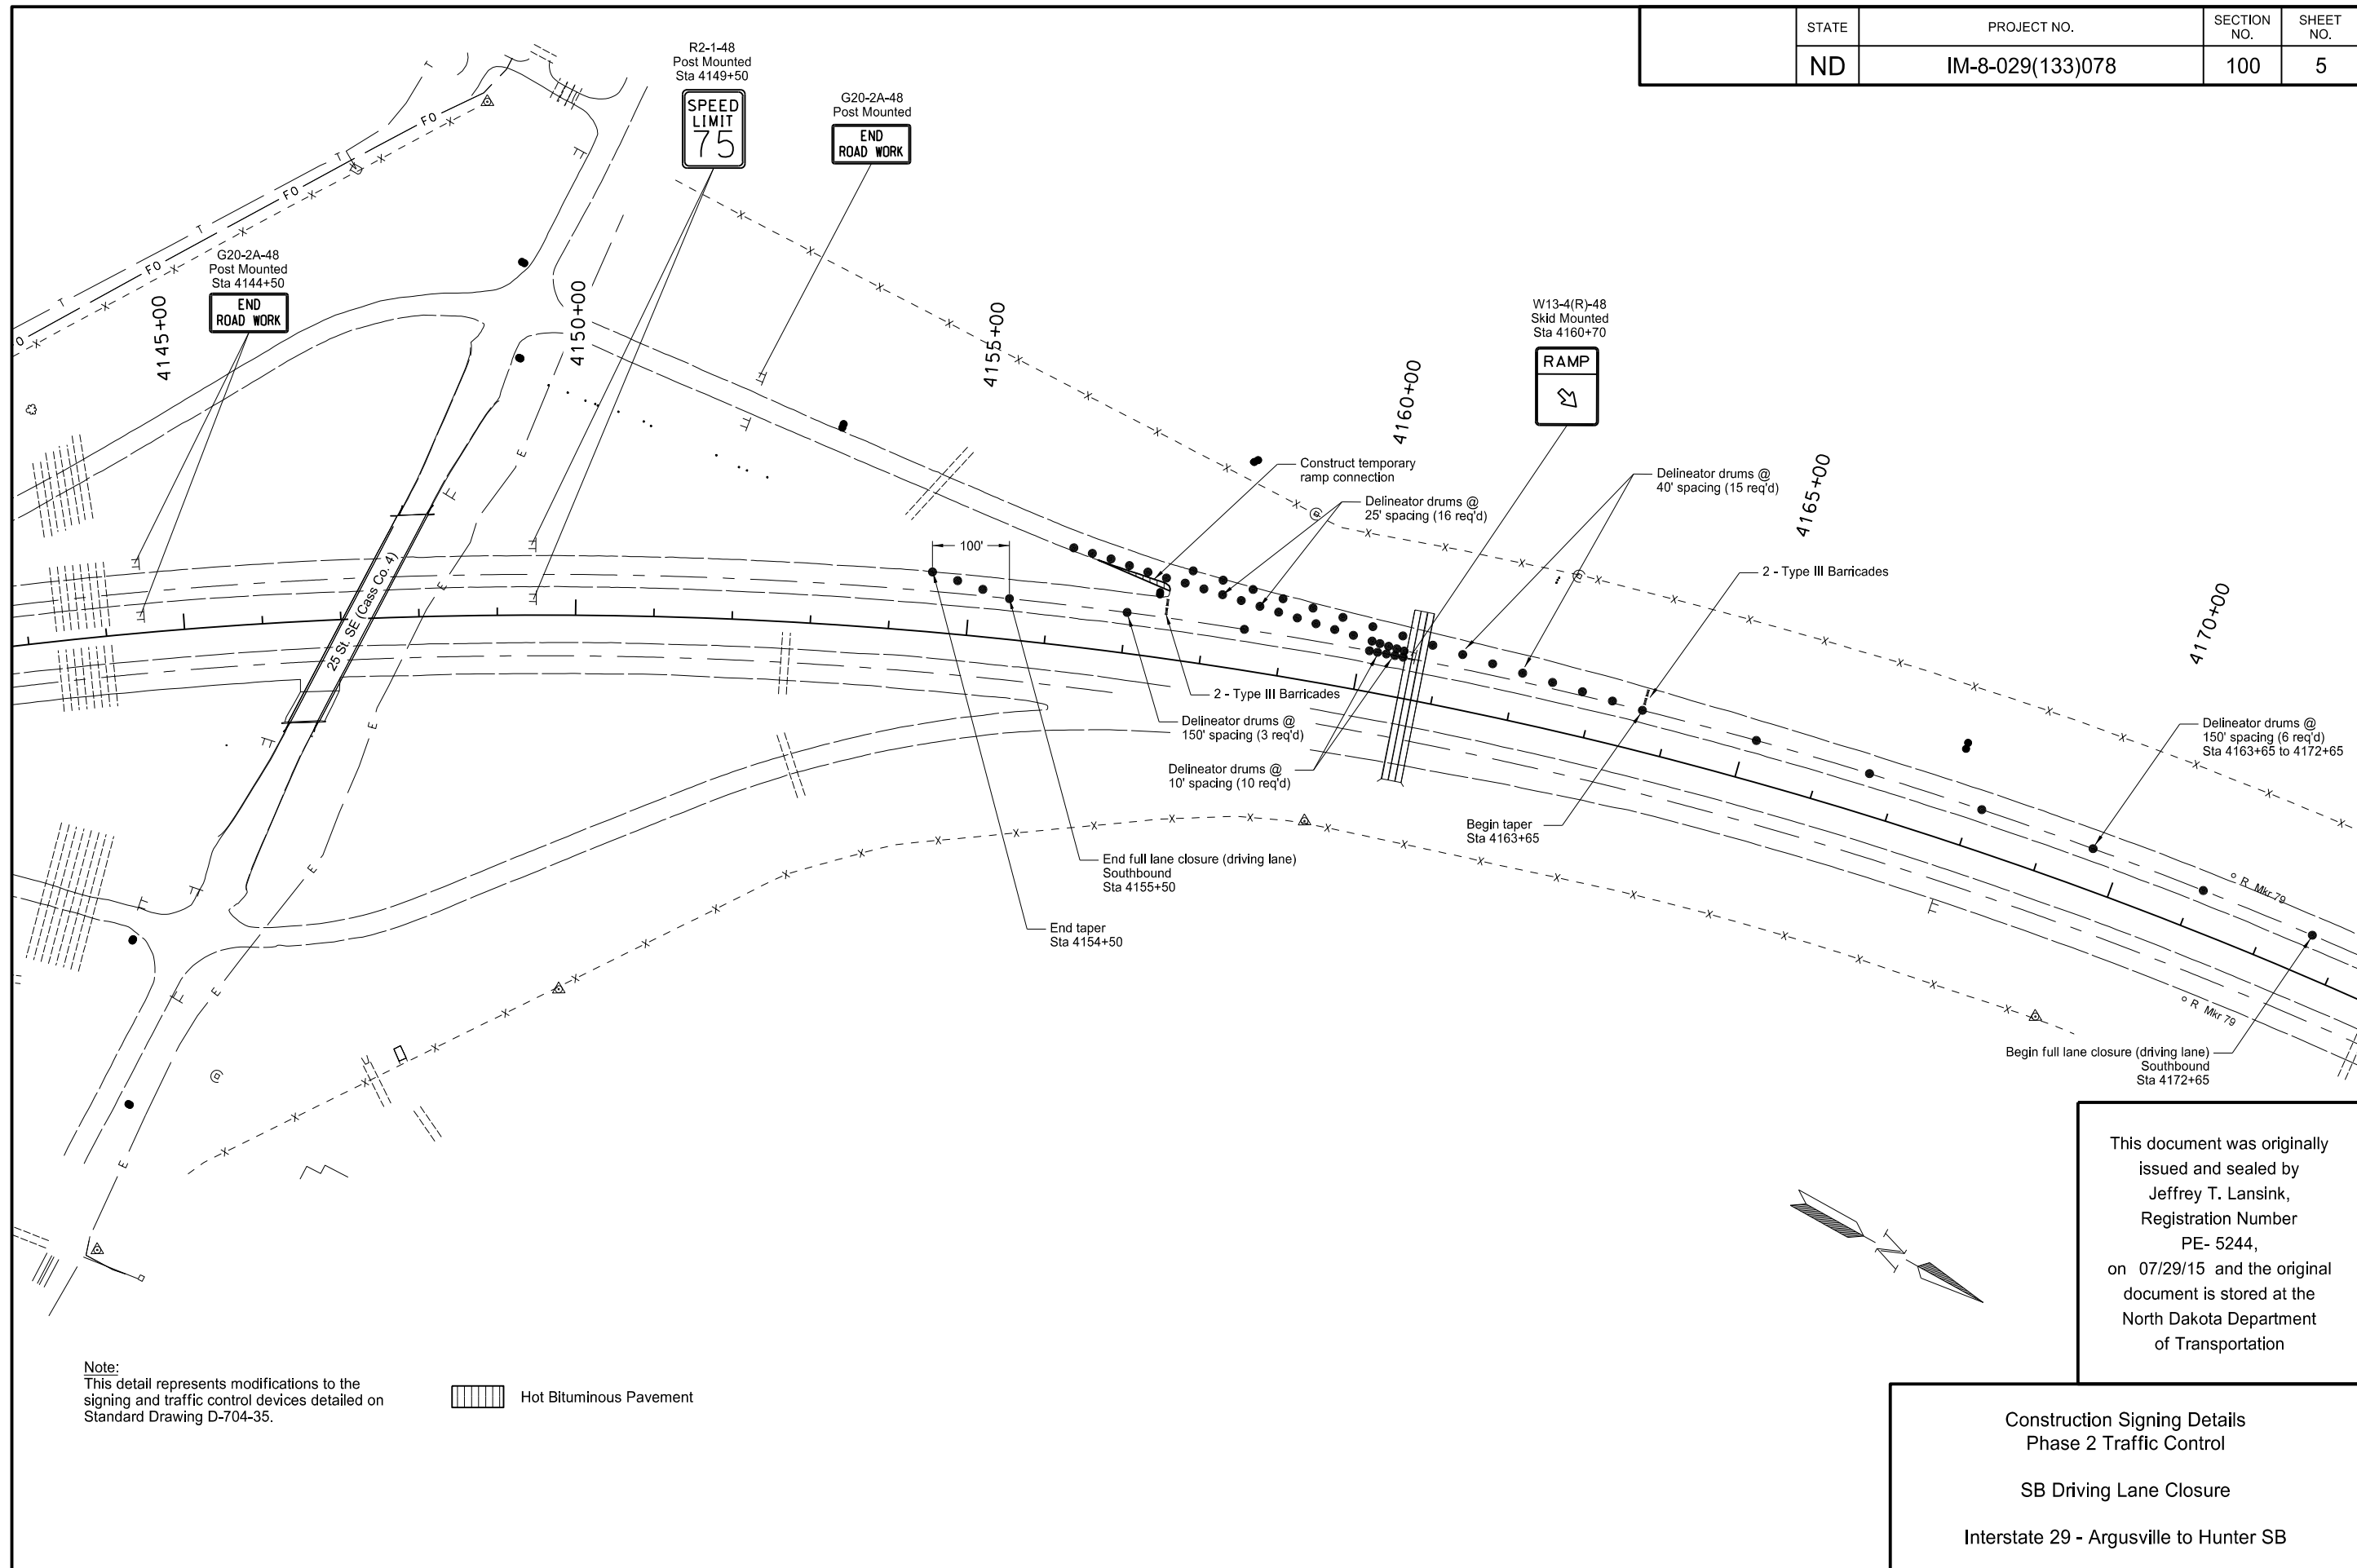 STATE
PROJECT NO.
SECTION
NO.
SHEET
NO.
ND
IM-8-029(133)078
100
5
R2-1-48
Post Mounted
Sta 4149+50
SPEED
LIMIT
75
G20-2A-48
Post Mounted
END
ROAD WORK
G20-2A-48
Post Mounted
Sta 4144+50
END
ROAD WORK
4145+00
4150+00
4155+00
4160+00
4165+00
4170+00
W13-4(R)-48
Skid Mounted
Sta 4160+70
RAMP
Construct temporary
ramp connection
Delineator drums @
25' spacing (16 req'd)
Delineator drums @
40' spacing (15 req'd)
100'
2 - Type III Barricades
25 St. SE (Cass Co. 4)
2 - Type III Barricades
Delineator drums @
150' spacing (3 req'd)
Delineator drums @
10' spacing (10 req'd)
Delineator drums @
150' spacing (6 req'd)
Sta 4163+65 to 4172+65
Begin taper
Sta 4163+65
End full lane closure (driving lane)
Southbound
Sta 4155+50
End taper
Sta 4154+50
R Mkr 79
R Mkr 79
Begin full lane closure (driving lane)
Southbound
Sta 4172+65
FO
FO
FO
N
This document was originally
issued and sealed by
Jeffrey T. Lansink,
Registration Number
PE- 5244,
on 07/29/15 and the original
document is stored at the
North Dakota Department
of Transportation
Note:
This detail represents modifications to the
signing and traffic control devices detailed on
Standard Drawing D-704-35.
Hot Bituminous Pavement
Construction Signing Details
Phase 2 Traffic Control
SB Driving Lane Closure
Interstate 29 - Argusville to Hunter SB